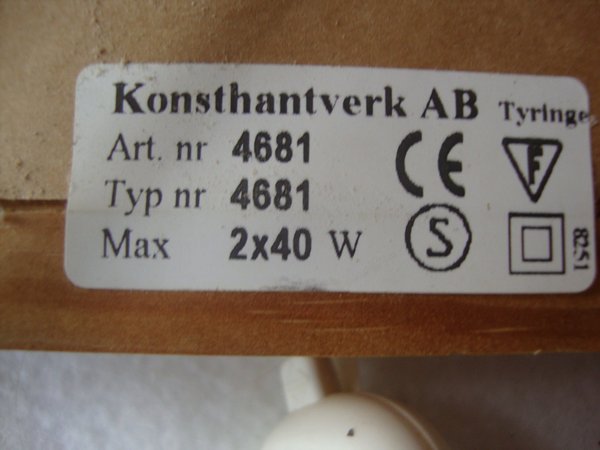 Konsthantverk AB Tyringe
Art. nr 4681
Typ nr 4681
Max 2x40 W
CE
F
S
8251